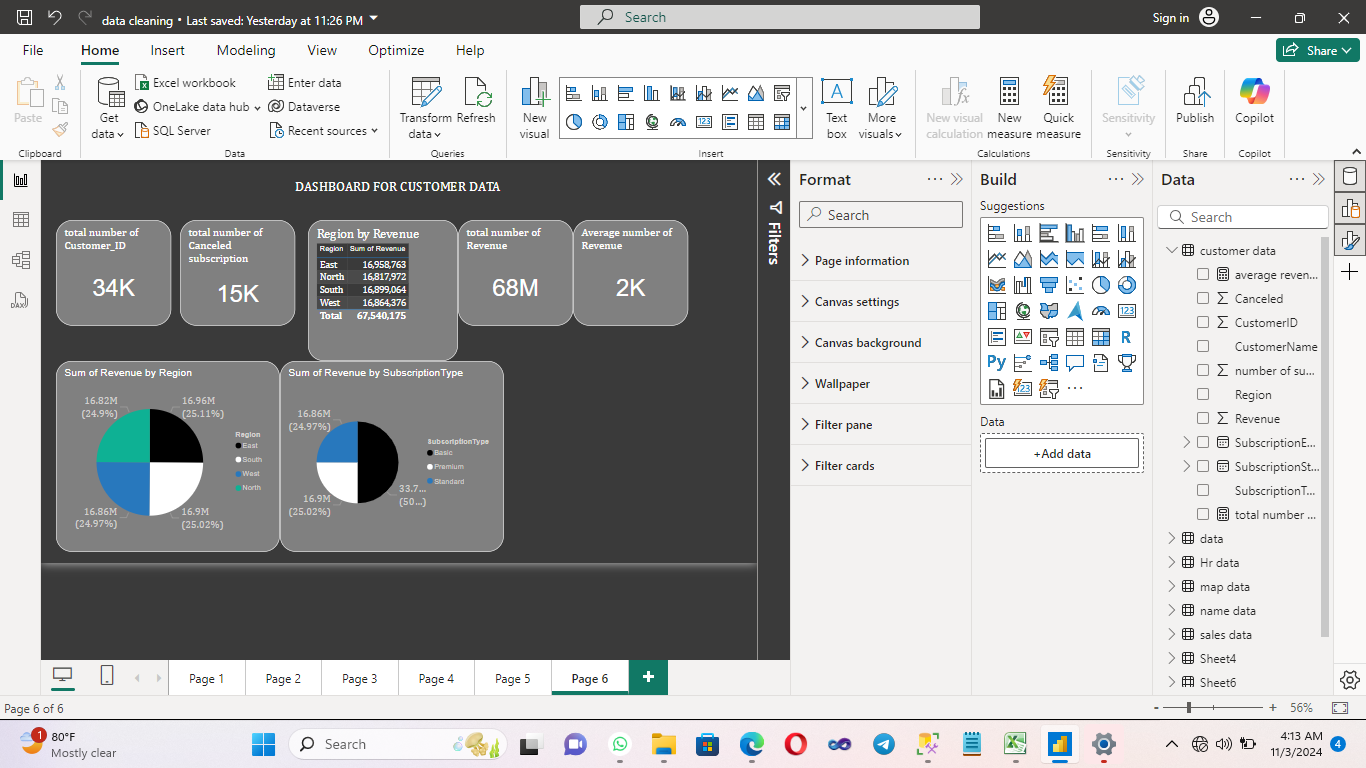 data cleaning • Last saved: Yesterday at 11:26 PM
Search
Sign in
File
Home
Insert
Modeling
View
Optimize
Help
Share
Paste
Clipboard
Get data
Excel workbook
OneLake data hub
SQL Server
Enter data
Dataverse
Recent sources
Data
Transform data
Refresh
Queries
New visual
Text box
More visuals
Insert
New visual calculation
New measure
Quick measure
Calculations
Sensitivity
Sensitivity
Publish
Share
Copilot
Copilot
DASHBOARD FOR CUSTOMER DATA
total number of
Customer_ID
34K
total number of
Canceled
subscription
15K
Region by Revenue
Region Sum of Revenue
East 16,958,763
North 16,817,972
South 16,899,064
West 16,864,376
Total 67,540,175
total number of
Revenue
68M
Average number of
Revenue
2K
Sum of Revenue by Region
16.82M
(24.9%)
16.96M
(25.11%)
16.86M
(24.97%)
16.9M
(25.02%)
Region
East
South
West
North
Sum of Revenue by SubscriptionType
16.86M
(24.97%)
16.9M
(25.02%)
33.7...
(50...)
SubscriptionType
Basic
Premium
Standard
Filters
Format
Search
Page information
Canvas settings
Canvas background
Wallpaper
Filter pane
Filter cards
Build
Suggestions
123
R
Py
123
Data
+Add data
Data
Search
customer data
average reven...
Canceled
CustomerID
CustomerName
number of su...
Region
Revenue
SubscriptionE...
SubscriptionSt...
SubscriptionT...
total number ...
data
Hr data
map data
name data
sales data
Sheet4
Sheet6
Page 1
Page 2
Page 3
Page 4
Page 5
Page 6
+
Page 6 of 6
- + 56%
1
80°F
Mostly clear
Search
4:13 AM
11/3/2024
4